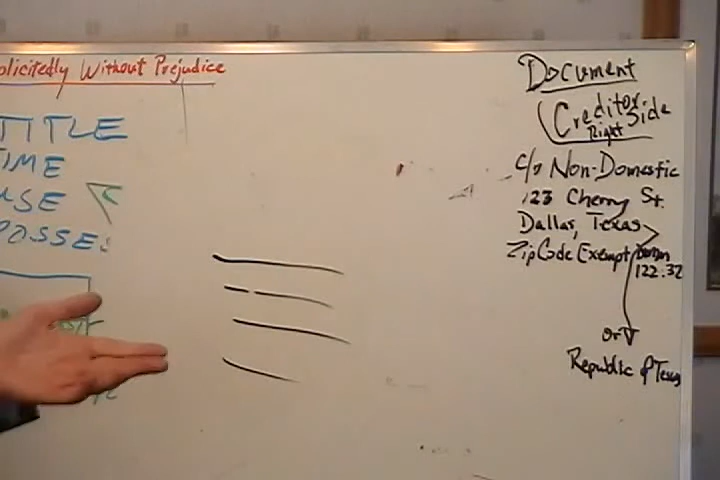 plicitedly Without Prejudice
TITLE
IME
USE
POSSES
Document
Creditor Side
Right
c/o Non-Domestic
123 Cherry St.
Dallas, Texas
Zip Code Exempt
122.32
or
Republic of Texas